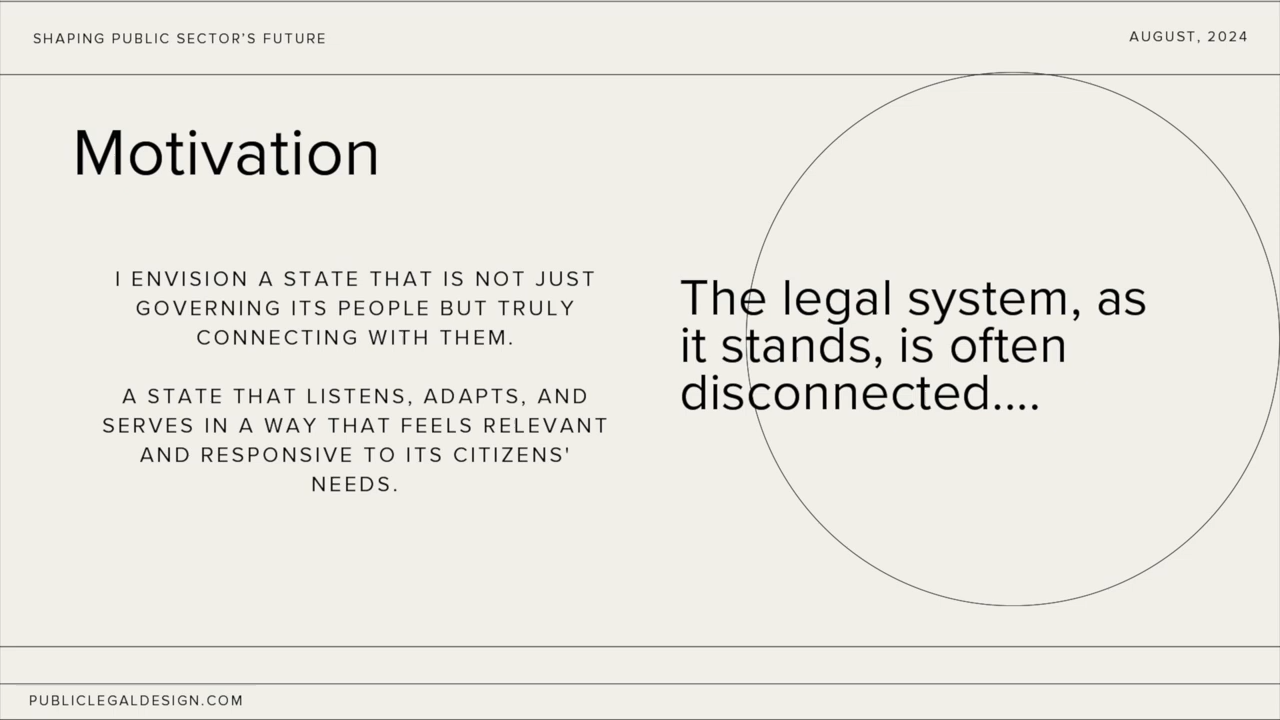 SHAPING PUBLIC SECTOR'S FUTURE
AUGUST, 2024
Motivation
I ENVISION A STATE THAT IS NOT JUST
GOVERNING ITS PEOPLE BUT TRULY
CONNECTING WITH THEM.
A STATE THAT LISTENS, ADAPTS, AND
SERVES IN A WAY THAT FEELS RELEVANT
AND RESPONSIVE TO ITS CITIZENS'
NEEDS.
The legal system, as
it stands, is often
disconnected....
PUBLICLEGALDESIGN.COM